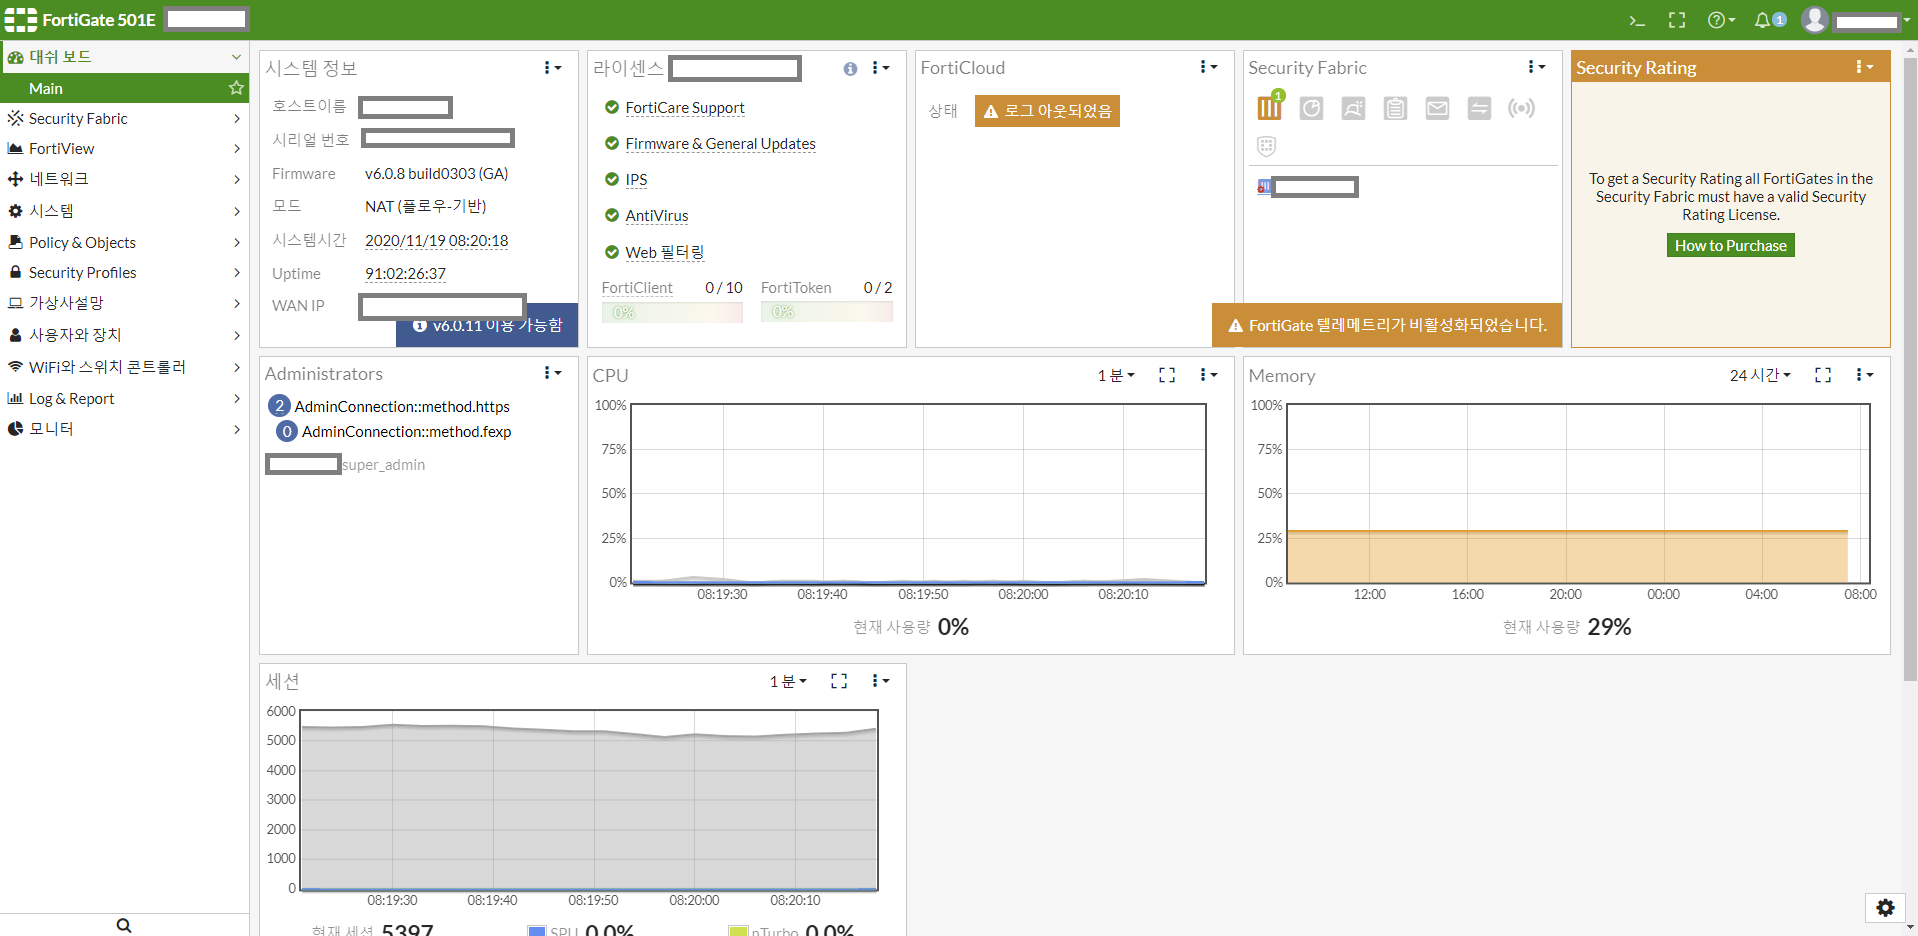 FortiGate 501E
1
대쉬 보드
Main
Security Fabric
FortiView
네트워크
시스템
Policy & Objects
Security Profiles
가상사설망
사용자와 장치
WiFi와 스위치 콘트롤러
Log & Report
모니터
시스템 정보
호스트이름
시리얼 번호
Firmware v6.0.8 build0303 (GA)
모드 NAT (플로우-기반)
시스템시간 2020/11/19 08:20:18
Uptime 91:02:26:37
WAN IP
v6.0.11 이용 가능함
라이센스
FortiCare Support
Firmware & General Updates
IPS
AntiVirus
Web 필터링
FortiClient 0 / 10
0%
FortiToken 0 / 2
0%
FortiCloud
상태 로그 아웃되었음
Security Fabric
1
FortiGate 텔레메트리가 비활성화되었습니다.
Security Rating
To get a Security Rating all FortiGates in the
Security Fabric must have a valid Security
Rating License.
How to Purchase
Administrators
2 AdminConnection::method.https
0 AdminConnection::method.fexp
super_admin
CPU 1 분
100%
75%
50%
25%
0%
08:19:30 08:19:40 08:19:50 08:20:00 08:20:10
현재 사용량 0%
Memory 24 시간
100%
75%
50%
25%
0%
12:00 16:00 20:00 00:00 04:00 08:00
현재 사용량 29%
세션 1 분
6000
5000
4000
3000
2000
1000
0
08:19:30 08:19:40 08:19:50 08:20:00 08:20:10
현재 세션 5397 SPU 0.0% nTurbo 0.0%